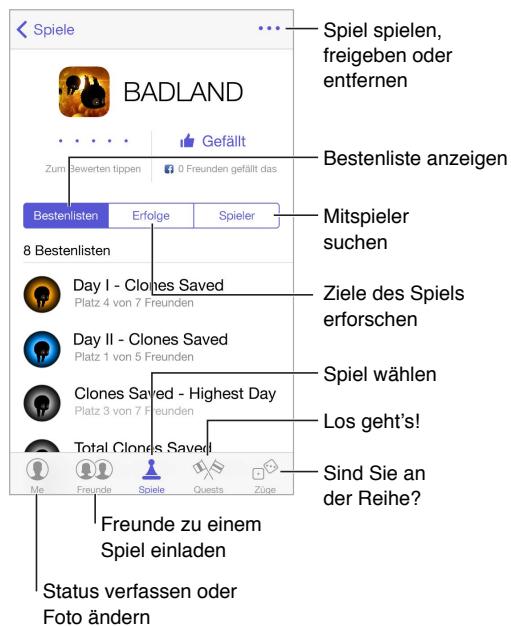 Spiele
Spiel spielen,
freigeben oder
entfernen
BADLAND
Gefällt
Zum Bewerten tippen
0 Freunden gefällt das
Bestenliste anzeigen
Bestenlisten
Erfolge
Spieler
Mitspieler
suchen
8 Bestenlisten
Day I - Clones Saved
Platz 4 von 7 Freunden
Ziele des Spiels
erforschen
Day II - Clones Saved
Platz 1 von 5 Freunden
Spiel wählen
Clones Saved - Highest Day
Platz 3 von 7 Freunden
Los geht's!
Total Clones Saved
Me
Freunde
Spiele
Quests
Züge
Sind Sie an
der Reihe?
Freunde zu einem
Spiel einladen
Status verfassen oder
Foto ändern